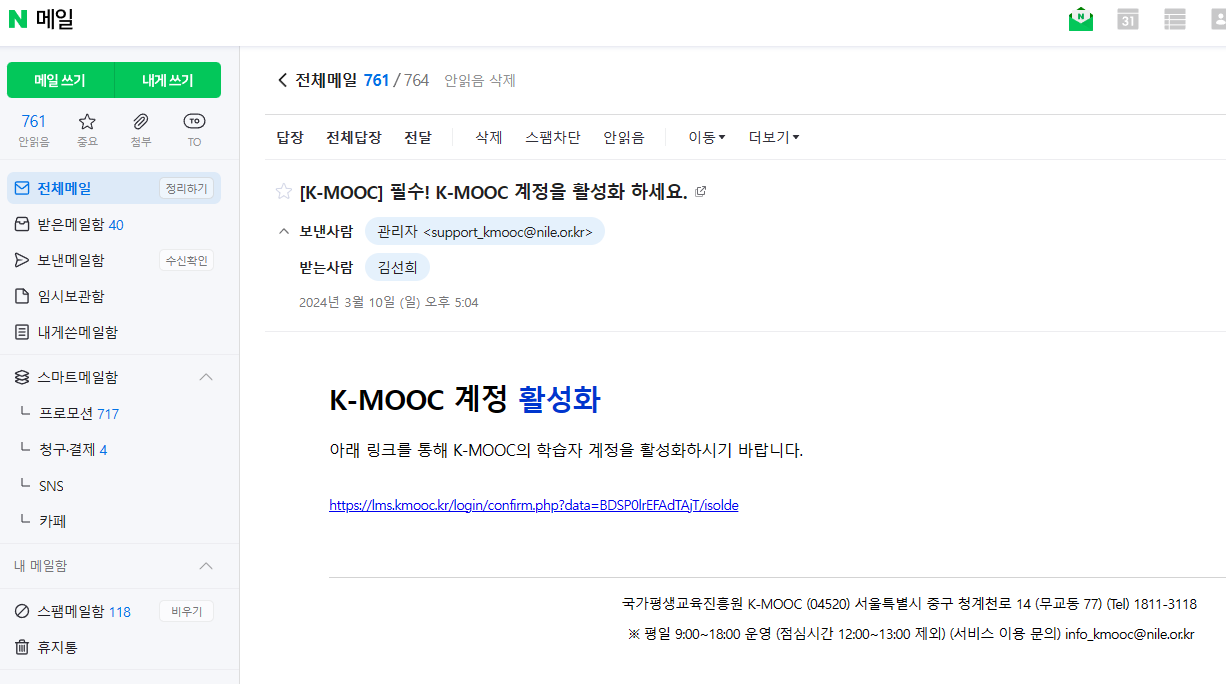 N 메일
N
31
메일 쓰기 내게 쓰기
761
안읽음 중요 첨부 TO
TO
전체메일 정리하기
받은메일함 40
보낸메일함 수신확인
임시보관함
내게쓴메일함
스마트메일함
프로모션 717
청구·결제 4
SNS
카페
내 메일함
스팸메일함 118 비우기
휴지통
전체메일 761 / 764 안읽음 삭제
답장 전체답장 전달 삭제 스팸차단 안읽음 이동 더보기
[K-MOOC] 필수! K-MOOC 계정을 활성화 하세요.
보낸사람 관리자 <support_kmooc@nile.or.kr>
받는사람 김선희
2024년 3월 10일 (일) 오후 5:04
K-MOOC 계정 활성화
아래 링크를 통해 K-MOOC의 학습자 계정을 활성화하시기 바랍니다.
https://lms.kmooc.kr/login/confirm.php?data=BDSP0lrEFAdTAjT/isolde
국가평생교육진흥원 K-MOOC (04520) 서울특별시 중구 청계천로 14 (무교동 77) (Tel) 1811-3118
※ 평일 9:00~18:00 운영 (점심시간 12:00~13:00 제외) (서비스 이용 문의) info_kmooc@nile.or.kr